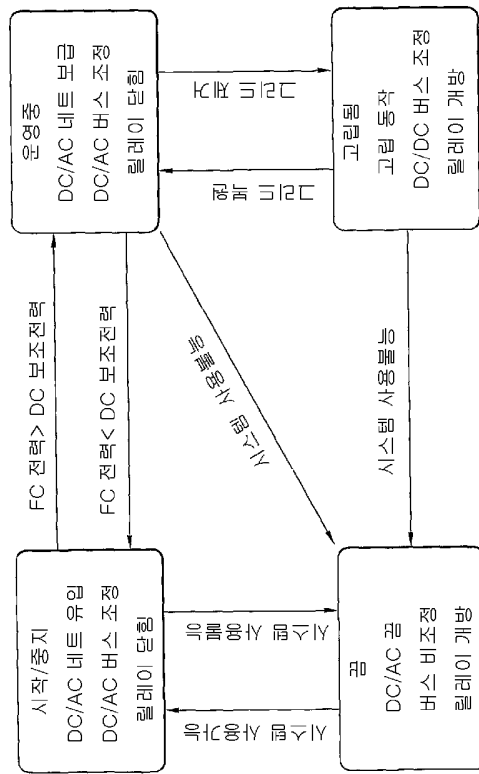 시작/중지
DC/AC 네트 유입
DC/AC 버스 조정
릴레이 닫힘
FC 전력> DC 보조전력
FC 전력< DC 보조전력
운영중
DC/AC 네트 보급
DC/AC 버스 조정
릴레이 닫힘
시스템 사용가능
시스템 사용불능
시스템 사용불능
그리드 복원
그리드 제거
끔
DC/AC 끔
버스 비조정
릴레이 개방
시스템 사용불능
고립됨
고립 동작
DC/DC 버스 조정
릴레이 개방